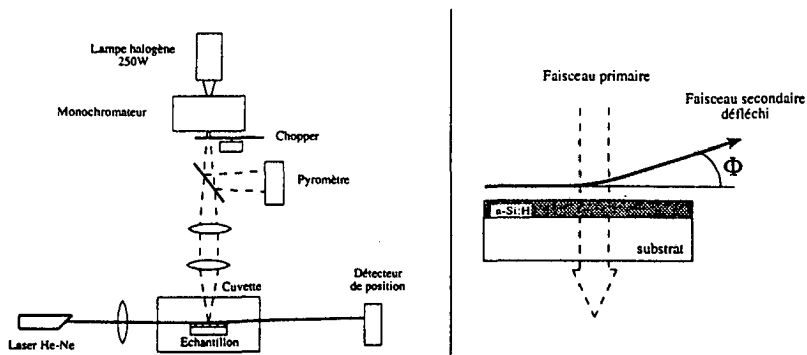 Lampe halogène
250W
Monochromateur
Chopper
Pyromètre
Cuvette
Détecteur
de position
Laser He-Ne
Echantillon
Faisceau primaire
Faisceau secondaire
défléchi
Φ
a-Si:H
substrat